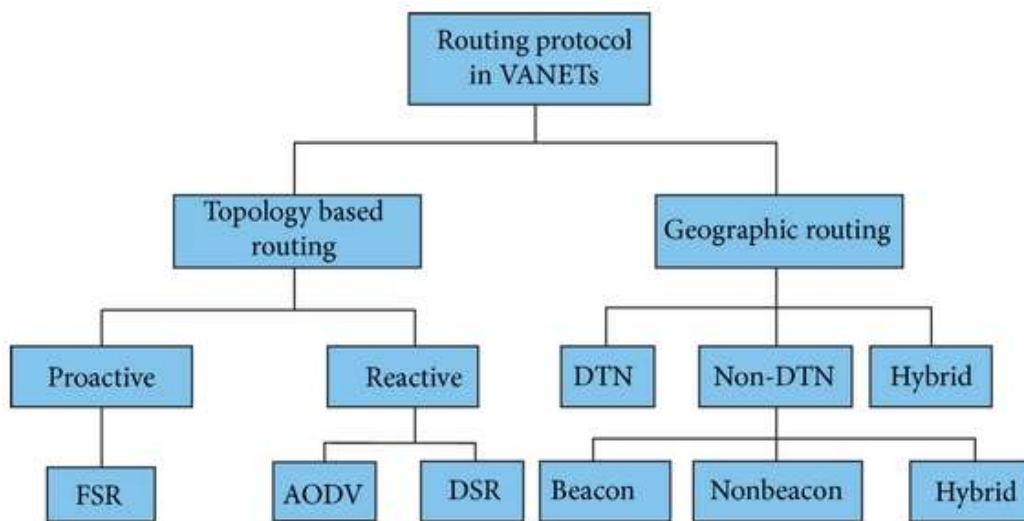 Routing protocol
in VANETs
Topology based
routing
Geographic routing
Proactive
Reactive
DTN
Non-DTN
Hybrid
FSR
AODV
DSR
Beacon
Nonbeacon
Hybrid